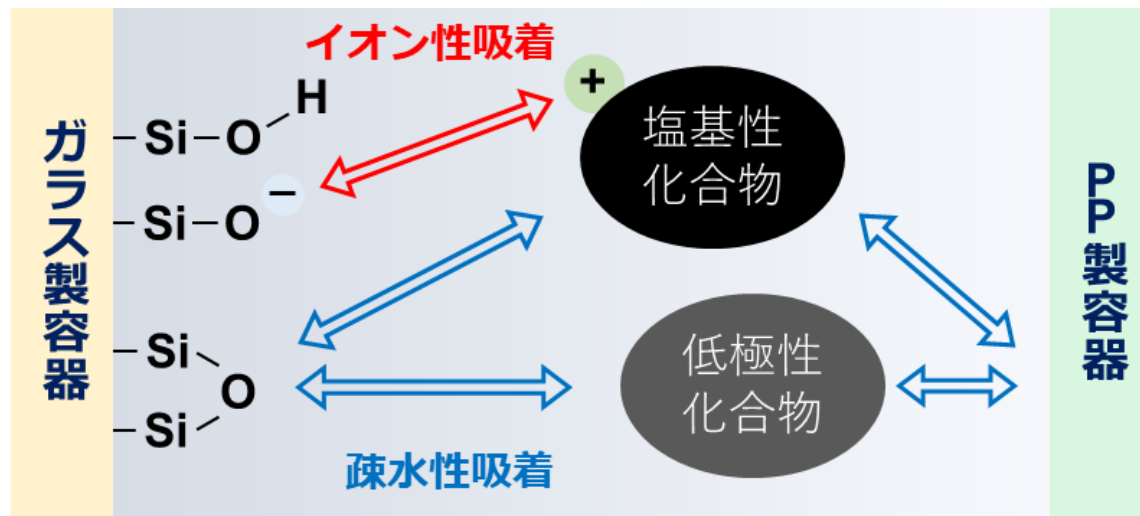 イオン性吸着
ガラス製容器
Si-O-H
Si-O−
Si
O
Si
+
塩基性
化合物
低極性
化合物
疎水性吸着
PP製容器